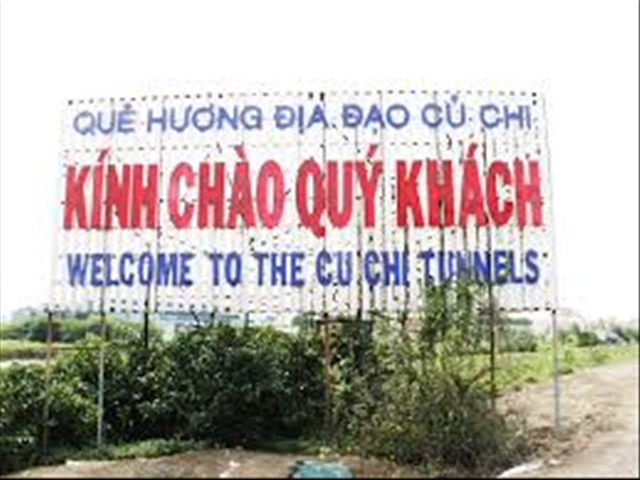 QUÊ HƯƠNG ĐỊA ĐẠO CỦ CHI
KÍNH CHÀO QUÝ KHÁCH
WELCOME TO THE CU CHI TUNNELS